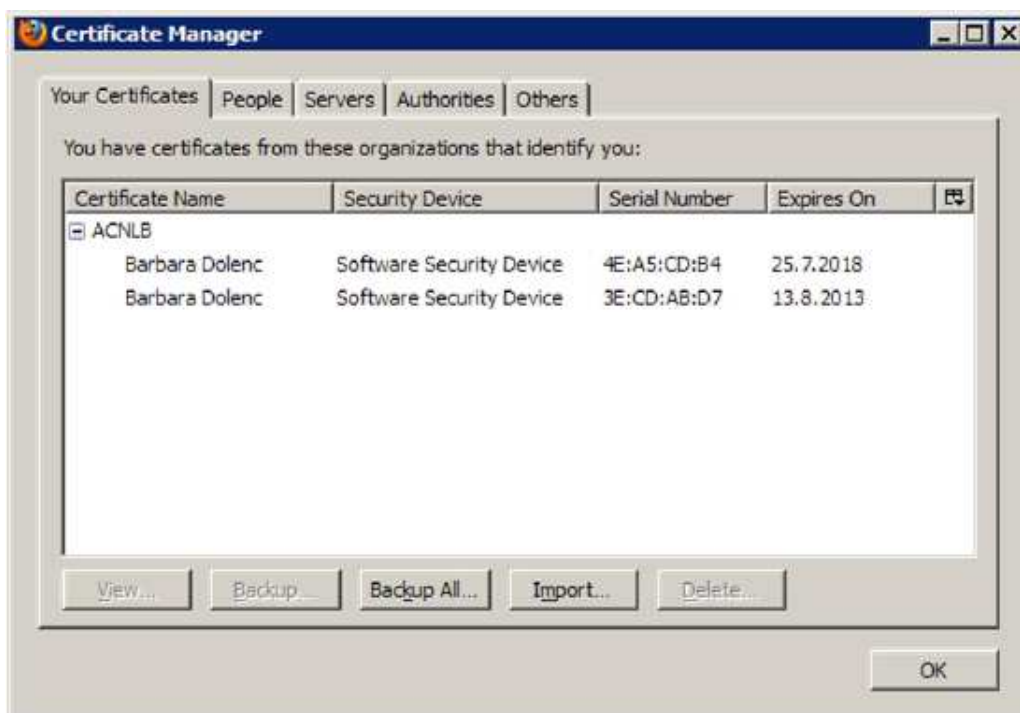 Certificate Manager
Your Certificates People Servers Authorities Others
You have certificates from these organizations that identify you:
Certificate Name Security Device Serial Number Expires On
ACNLB
Barbara Dolenc Software Security Device 4E:A5:CD:B4 25.7.2018
Barbara Dolenc Software Security Device 3E:CD:AB:D7 13.8.2013
View... Backup... Backup All... Import... Delete...
OK